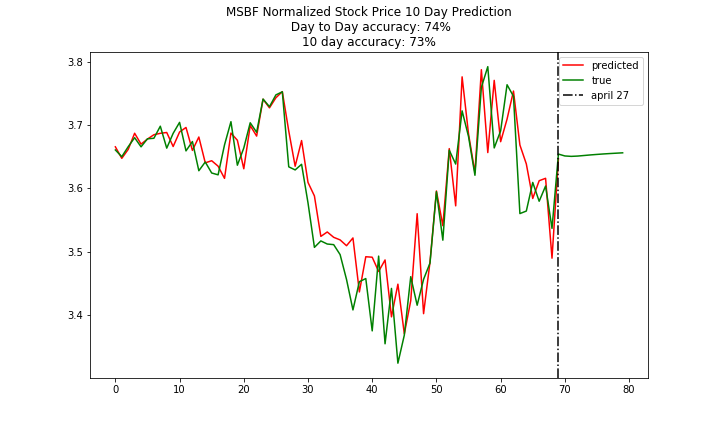 MSBF Normalized Stock Price 10 Day Prediction
Day to Day accuracy: 74%
10 day accuracy: 73%
3.8
3.7
3.6
3.5
3.4
predicted
true
april 27
0
10
20
30
40
50
60
70
80